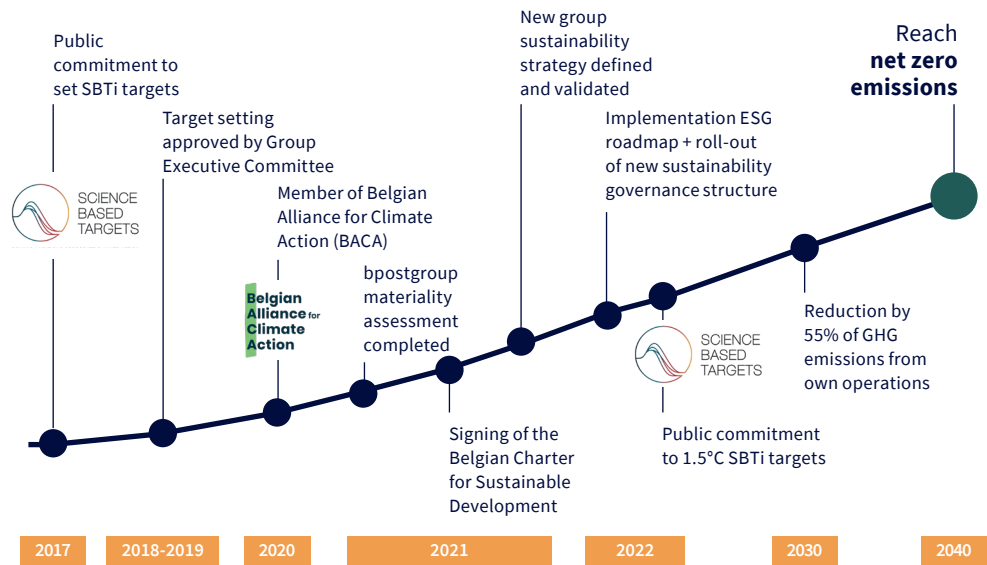 Public
commitment to
set SBTi targets
SCIENCE
BASED
TARGETS
Target setting
approved by Group
Executive Committee
Member of Belgian
Alliance for Climate
Action (BACA)
Belgian
Alliance for
Climate
Action
bpostgroup
materiality
assessment
completed
Signing of the
Belgian Charter
for Sustainable
Development
New group
sustainability
strategy defined
and validated
Implementation ESG
roadmap + roll-out
of new sustainability
governance structure
SCIENCE
BASED
TARGETS
Public commitment
to 1.5°C SBTi targets
Reduction by
55% of GHG
emissions from
own operations
Reach
net zero
emissions
2017
2018-2019
2020
2021
2022
2030
2040